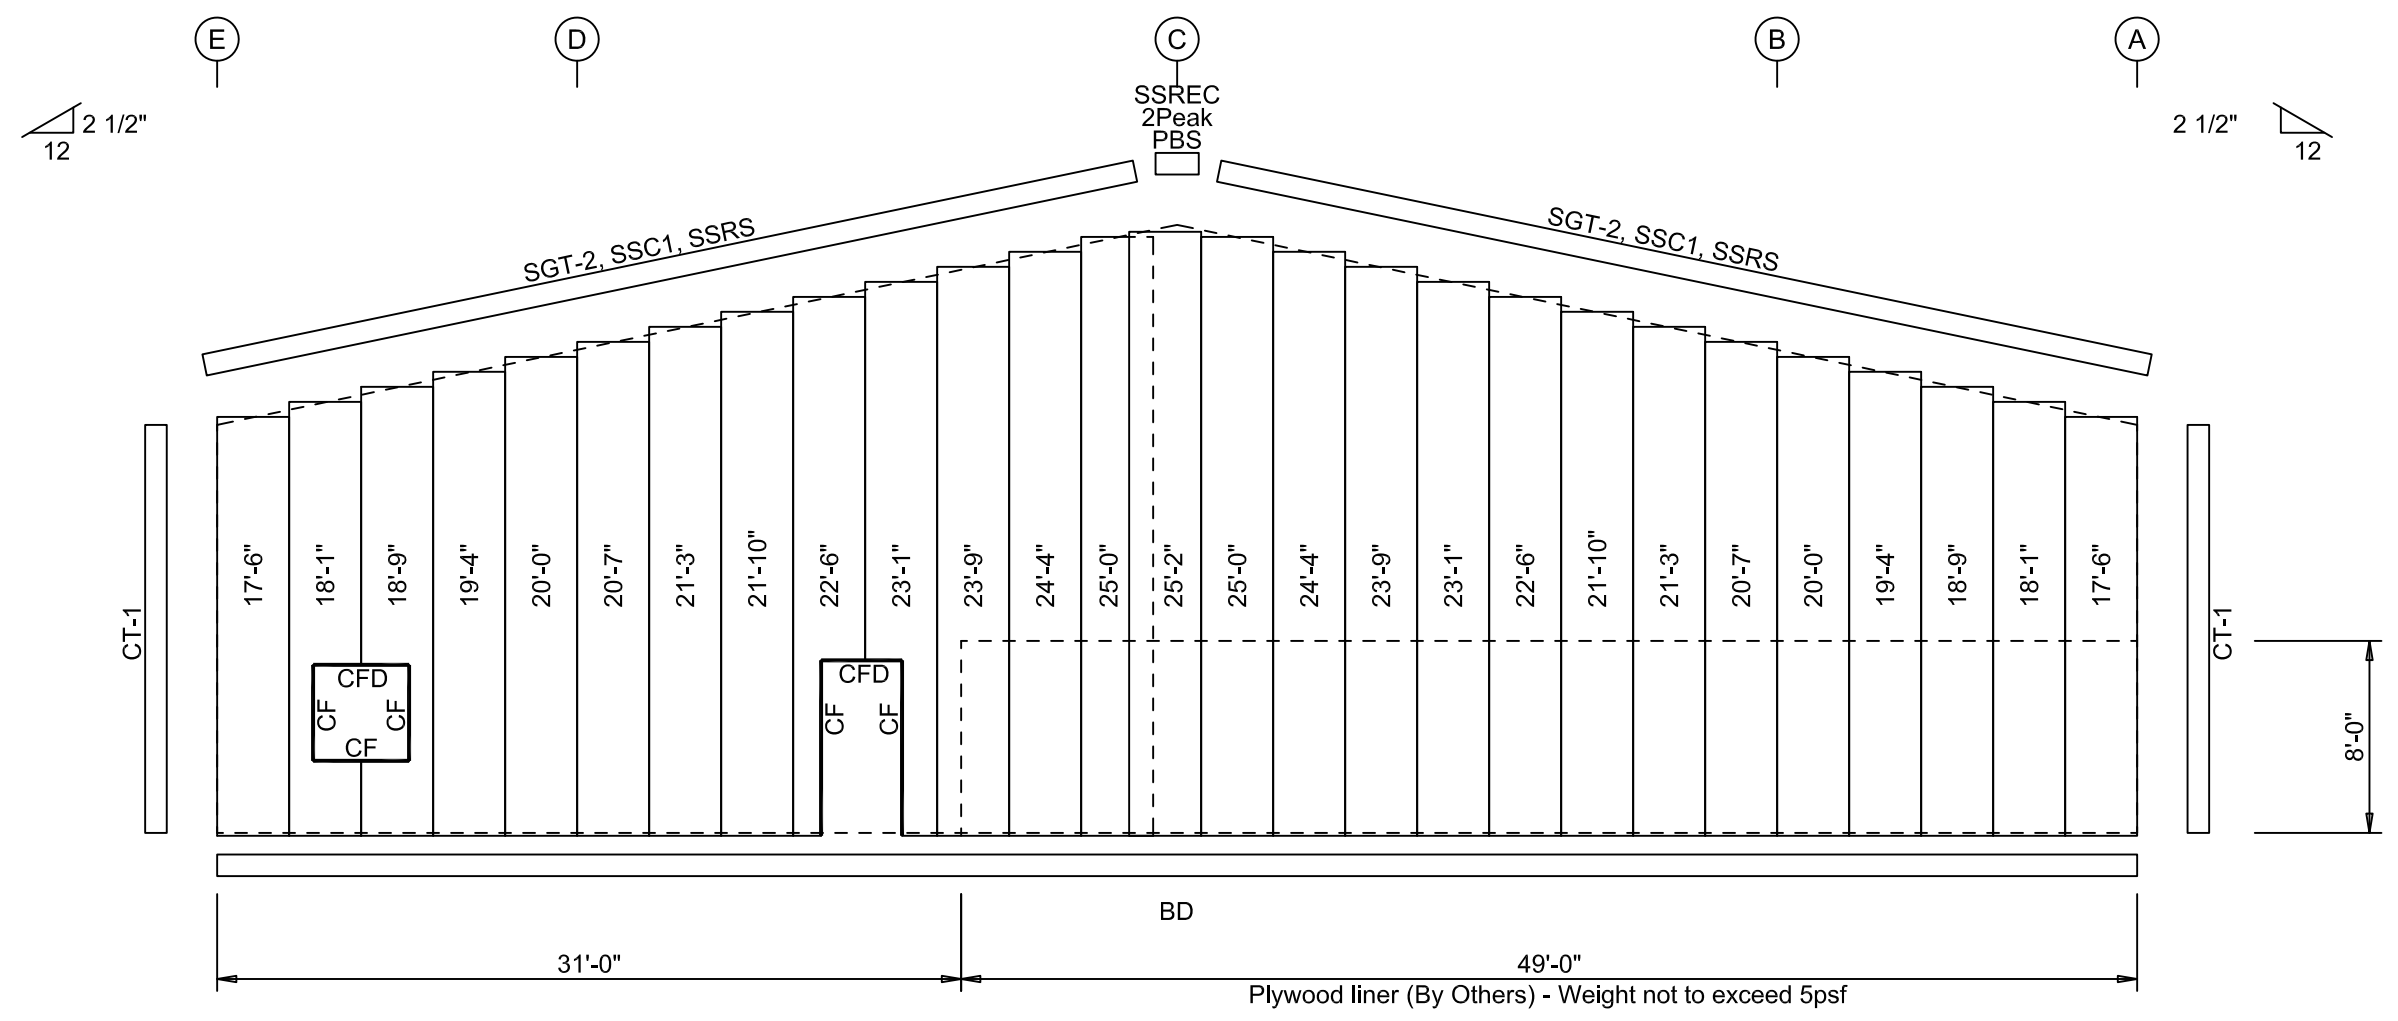 E
D
C
B
A
SSREC
2Peak
PBS
2 1/2"
12
2 1/2"
12
SGT-2, SSC1, SSRS
SGT-2, SSC1, SSRS
17'-6"
18'-1"
18'-9"
19'-4"
20'-0"
20'-7"
21'-3"
21'-10"
22'-6"
23'-1"
23'-9"
24'-4"
25'-0"
25'-2"
25'-0"
24'-4"
23'-9"
23'-1"
22'-6"
21'-10"
21'-3"
20'-7"
20'-0"
19'-4"
18'-9"
18'-1"
17'-6"
CT-1
CT-1
CFD
CF
CF
CF
CFD
CF
CF
8'-0"
BD
31'-0"
49'-0"
Plywood liner (By Others) - Weight not to exceed 5psf